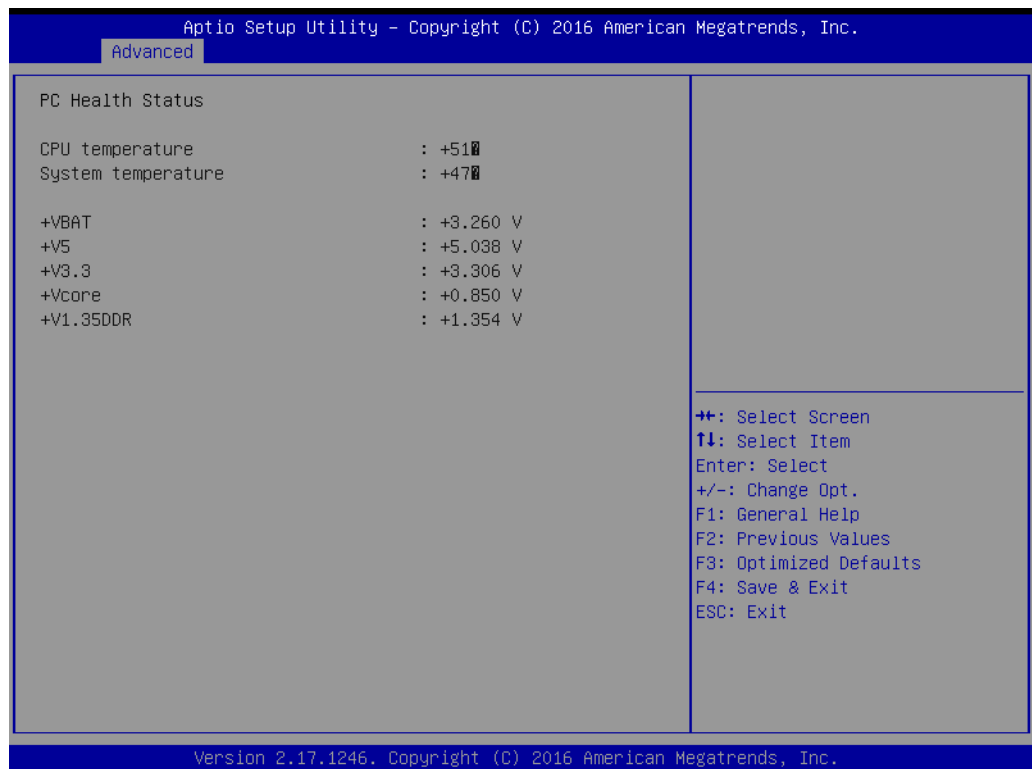 Aptio Setup Utility – Copyright (C) 2016 American Megatrends, Inc.
Advanced
PC Health Status
CPU temperature : +51�
System temperature : +47�
+VBAT : +3.260 V
+V5 : +5.038 V
+V3.3 : +3.306 V
+Vcore : +0.850 V
+V1.35DDR : +1.354 V
→←: Select Screen
↑↓: Select Item
Enter: Select
+/-: Change Opt.
F1: General Help
F2: Previous Values
F3: Optimized Defaults
F4: Save & Exit
ESC: Exit
Version 2.17.1246. Copyright (C) 2016 American Megatrends, Inc.